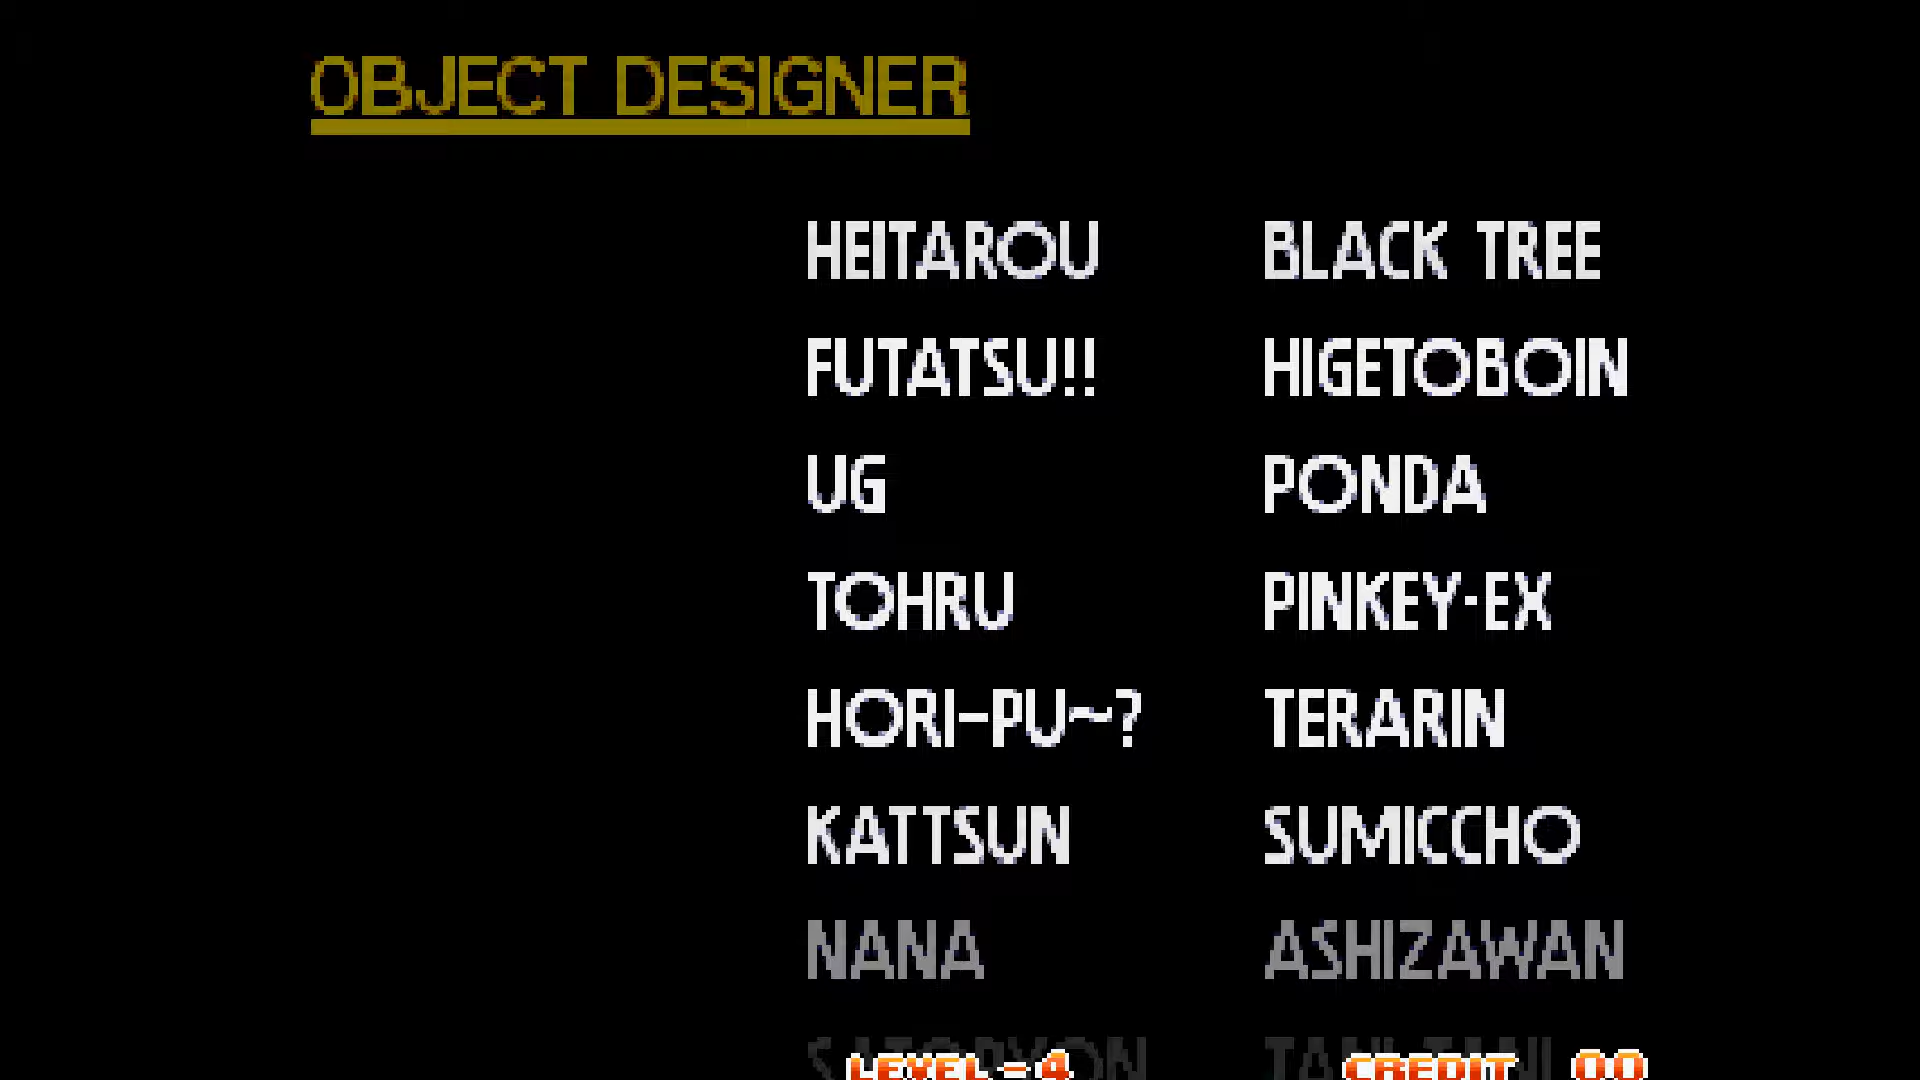 OBJECT DESIGNER
HEITAROU BLACK TREE
FUTATSU!! HIGETOBOIN
UG PONDA
TOHRU PINKEY·EX
HORI–PU~? TERARIN
KATTSUN SUMICCHO
NANA ASHIZAWAN
LEVEL-4 CREDIT 00